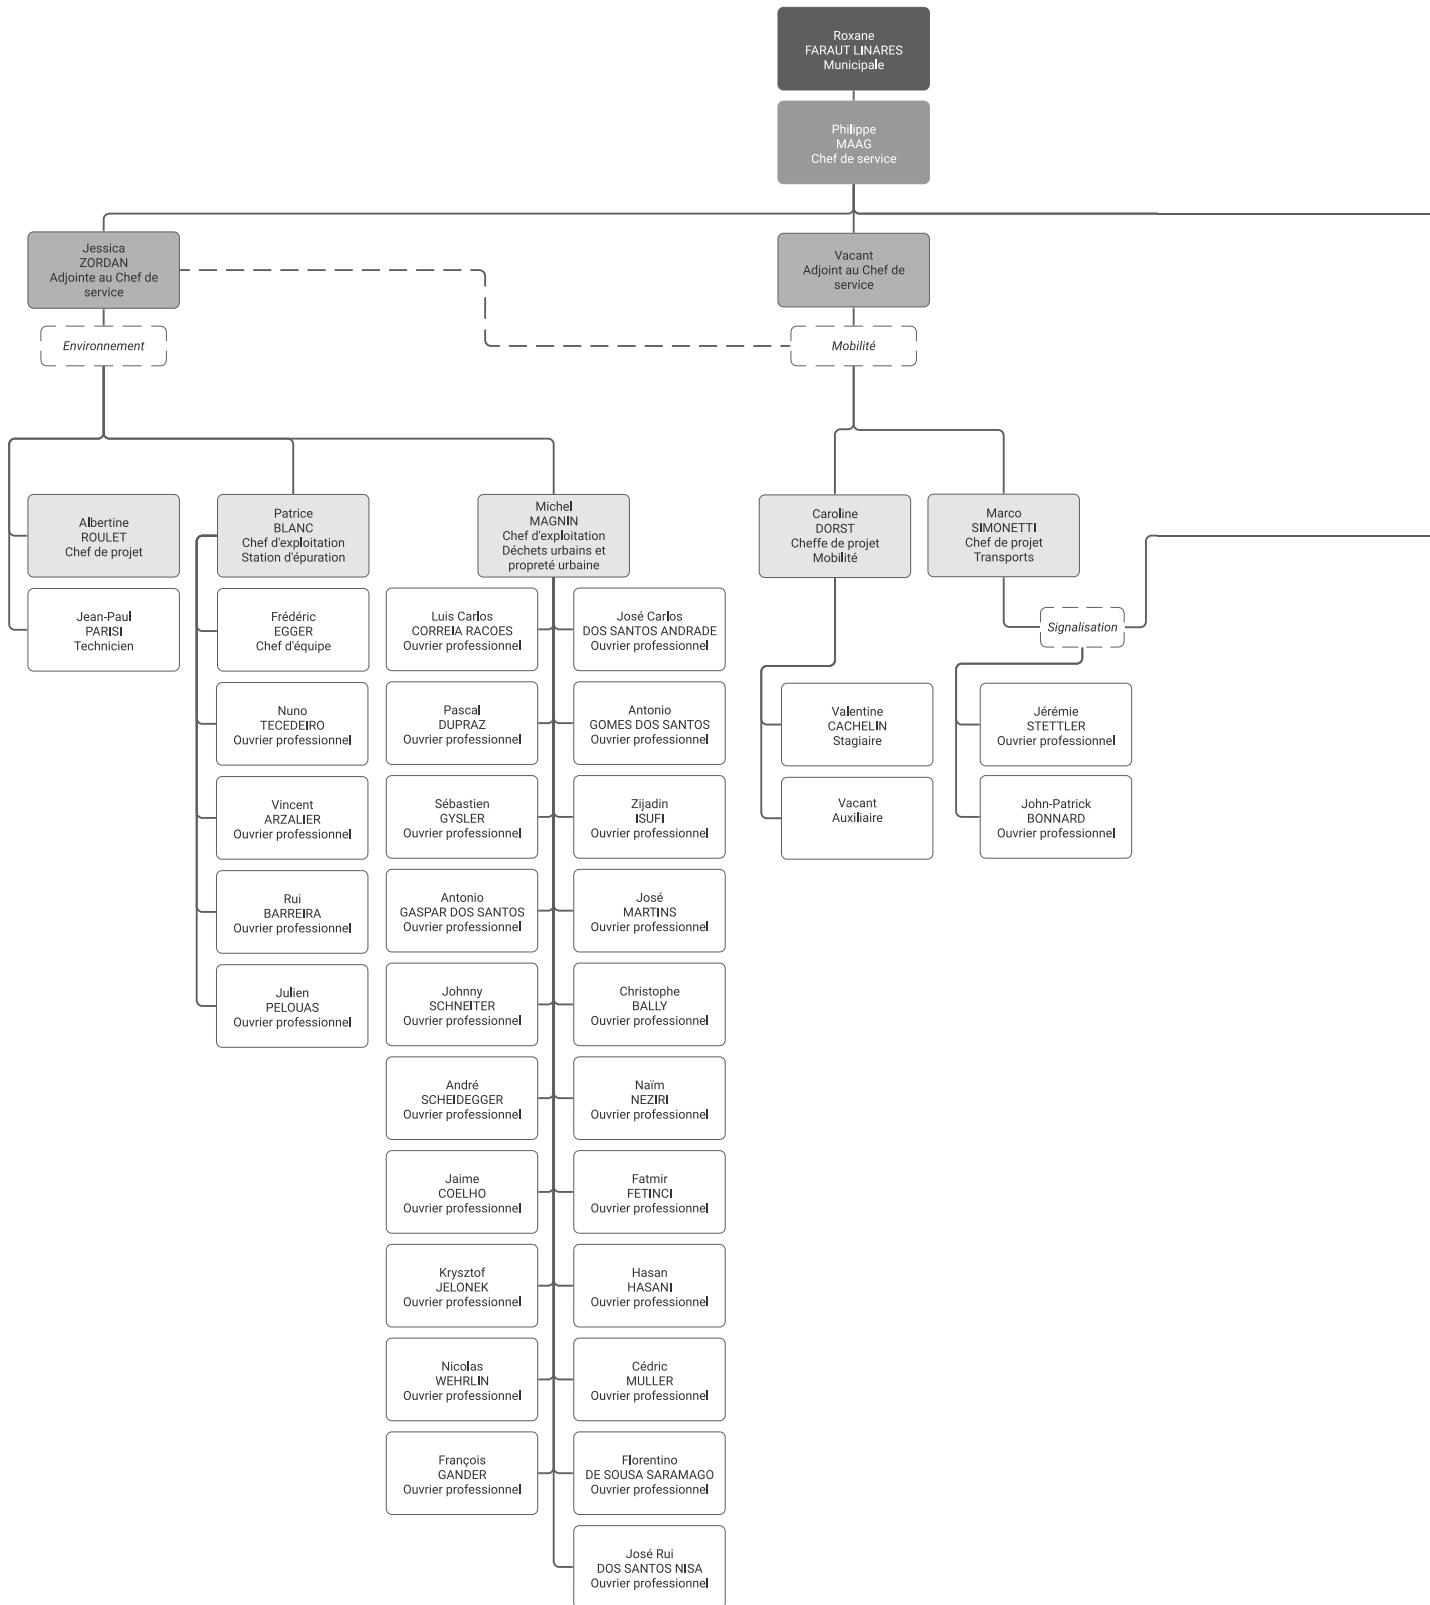 Roxane
FARAUT LINARES
Municipale
Philippe
MAAG
Chef de service
Jessica
ZORDAN
Adjointe au Chef de
service
Vacant
Adjoint au Chef de
service
Environnement
Mobilité
Albertine
ROULET
Chef de projet
Jean-Paul
PARISI
Technicien
Patrice
BLANC
Chef d'exploitation
Station d'épuration
Frédéric
EGGER
Chef d'équipe
Nuno
TECEDEIRO
Ouvrier professionnel
Vincent
ARZALIER
Ouvrier professionnel
Rui
BARREIRA
Ouvrier professionnel
Julien
PELOUAS
Ouvrier professionnel
Michel
MAGNIN
Chef d'exploitation
Déchets urbains et
propreté urbaine
Luis Carlos
CORREIA RACOES
Ouvrier professionnel
José Carlos
DOS SANTOS ANDRADE
Ouvrier professionnel
Pascal
DUPRAZ
Ouvrier professionnel
Antonio
GOMES DOS SANTOS
Ouvrier professionnel
Sébastien
GYSLER
Ouvrier professionnel
Zijadin
ISUFI
Ouvrier professionnel
Antonio
GASPAR DOS SANTOS
Ouvrier professionnel
José
MARTINS
Ouvrier professionnel
Johnny
SCHNEITER
Ouvrier professionnel
Christophe
BALLY
Ouvrier professionnel
André
SCHEIDEGGER
Ouvrier professionnel
Naïm
NEZIRI
Ouvrier professionnel
Jaime
COELHO
Ouvrier professionnel
Fatmir
FETINCI
Ouvrier professionnel
Krysztof
JELONEK
Ouvrier professionnel
Hasan
HASANI
Ouvrier professionnel
Nicolas
WEHRLIN
Ouvrier professionnel
Cédric
MULLER
Ouvrier professionnel
François
GANDER
Ouvrier professionnel
Florentino
DE SOUSA SARAMAGO
Ouvrier professionnel
José Rui
DOS SANTOS NISA
Ouvrier professionnel
Caroline
DORST
Cheffe de projet
Mobilité
Valentine
CACHELIN
Stagiaire
Vacant
Auxiliaire
Marco
SIMONETTI
Chef de projet
Transports
Signalisation
Jérémie
STETTLER
Ouvrier professionnel
John-Patrick
BONNARD
Ouvrier professionnel